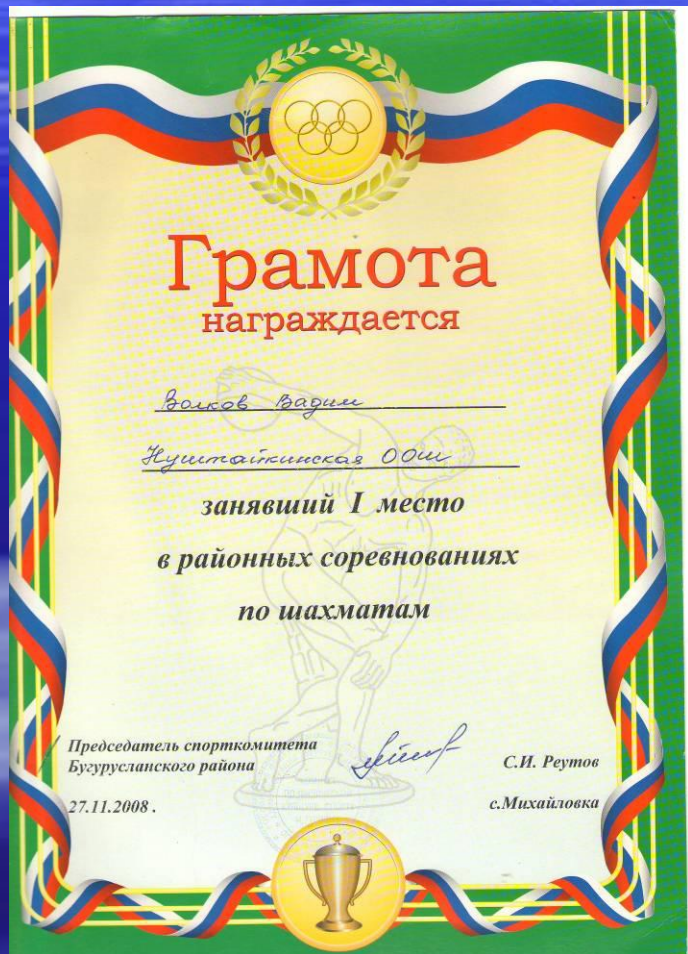 Грамота
награждается
Волков Вадим
Нуштайкинская ООШ
занявший I место
в районных соревнованиях
по шахматам
Председатель спорткомитета
Бугурусланского района
С.И. Реутов
27.11.2008 .
с.Михайловка